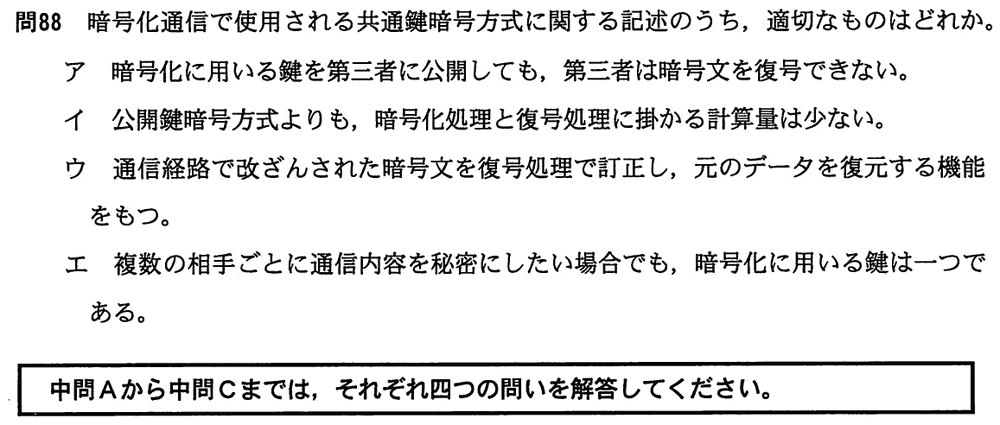 問88 暗号化通信で使用される共通鍵暗号方式に関する記述のうち，適切なものはどれか。
ア 暗号化に用いる鍵を第三者に公開しても，第三者は暗号文を復号できない。
イ 公開鍵暗号方式よりも，暗号化処理と復号処理に掛かる計算量は少ない。
ウ 通信経路で改ざんされた暗号文を復号処理で訂正し，元のデータを復元する機能
をもつ。
エ 複数の相手ごとに通信内容を秘密にしたい場合でも，暗号化に用いる鍵は一つで
ある。
中問Ａから中問Ｃまでは，それぞれ四つの問いを解答してください。